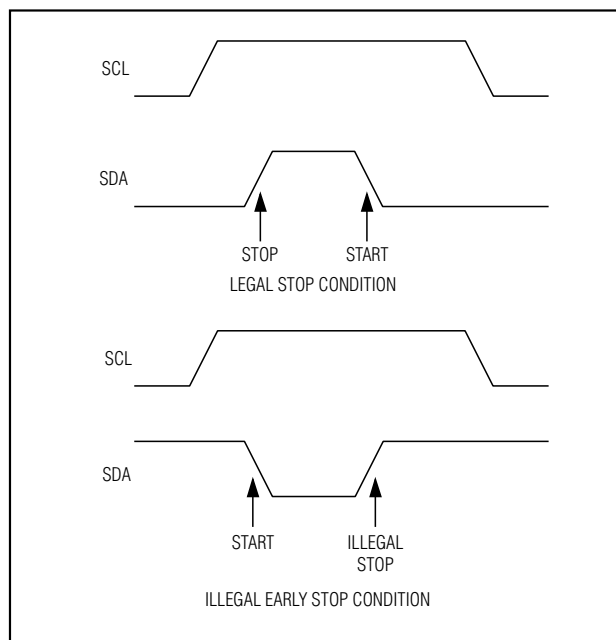 SCL
SDA
STOP START
LEGAL STOP CONDITION
SCL
SDA
START ILLEGAL
STOP
ILLEGAL EARLY STOP CONDITION